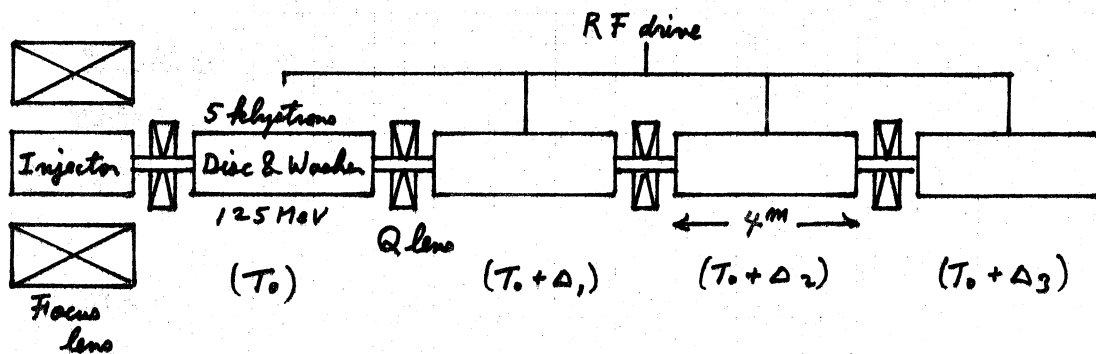 RF drive
5 klystrons
Injector
Disc & Washer
125 MeV
Q lens
4m
(T₀)
(T₀ + Δ₁)
(T₀ + Δ₂)
(T₀ + Δ₃)
Focus
lens